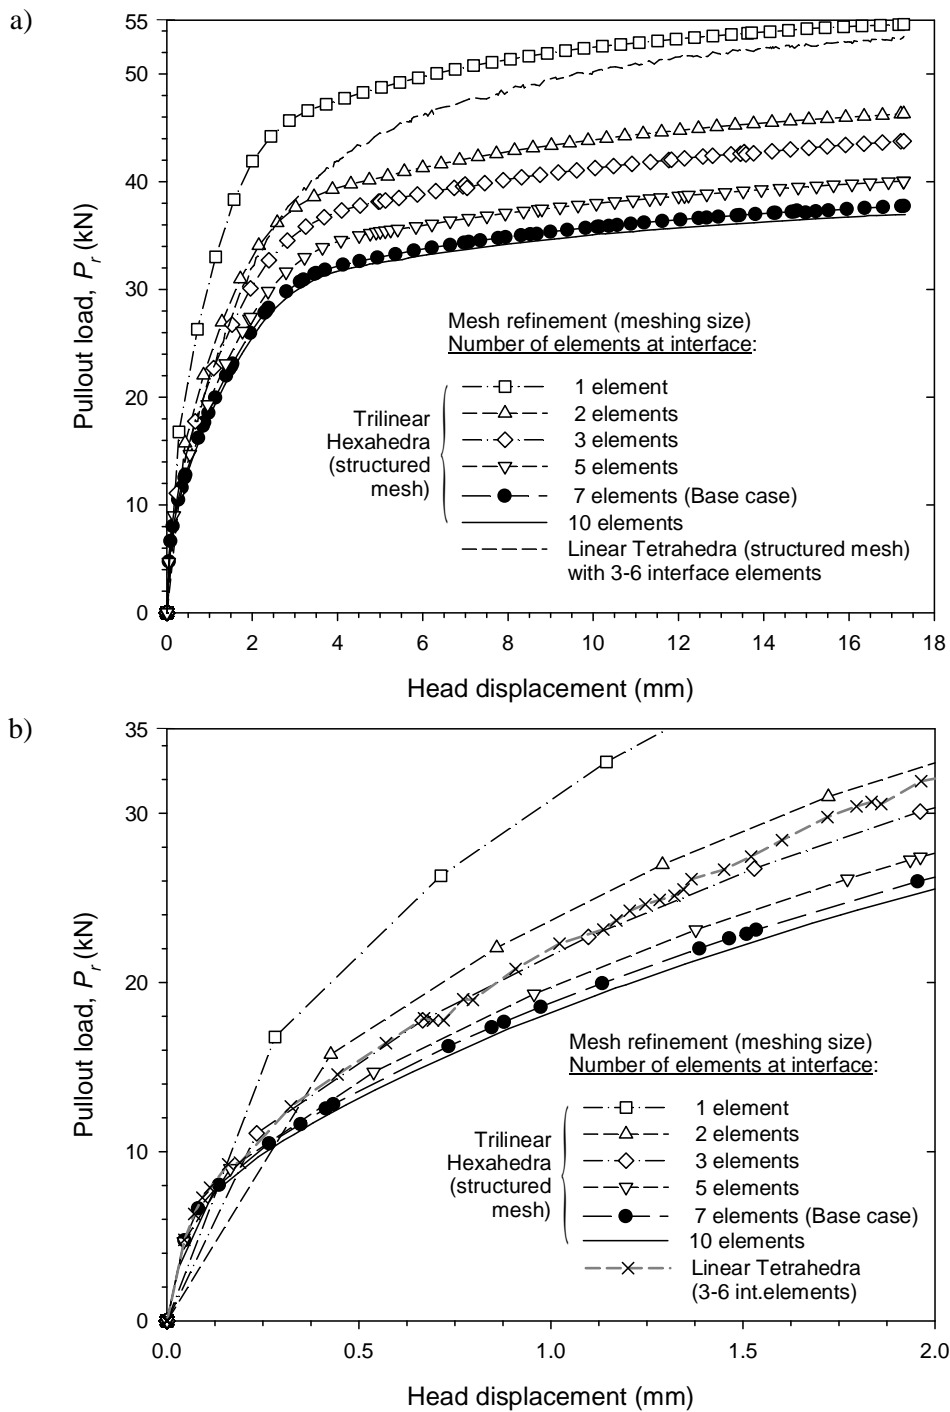 a)
55
50
40
30
20
10
0
Pullout load, P_r (kN)
Mesh refinement (meshing size)
Number of elements at interface:
Trilinear
Hexahedra
(structured
mesh)
1 element
2 elements
3 elements
5 elements
7 elements (Base case)
10 elements
Linear Tetrahedra (structured mesh)
with 3-6 interface elements
0 2 4 6 8 10 12 14 16 18
Head displacement (mm)
b)
35
30
20
10
0
Pullout load, P_r (kN)
Mesh refinement (meshing size)
Number of elements at interface:
Trilinear
Hexahedra
(structured
mesh)
1 element
2 elements
3 elements
5 elements
7 elements (Base case)
10 elements
Linear Tetrahedra
(3-6 int.elements)
0.0 0.5 1.0 1.5 2.0
Head displacement (mm)